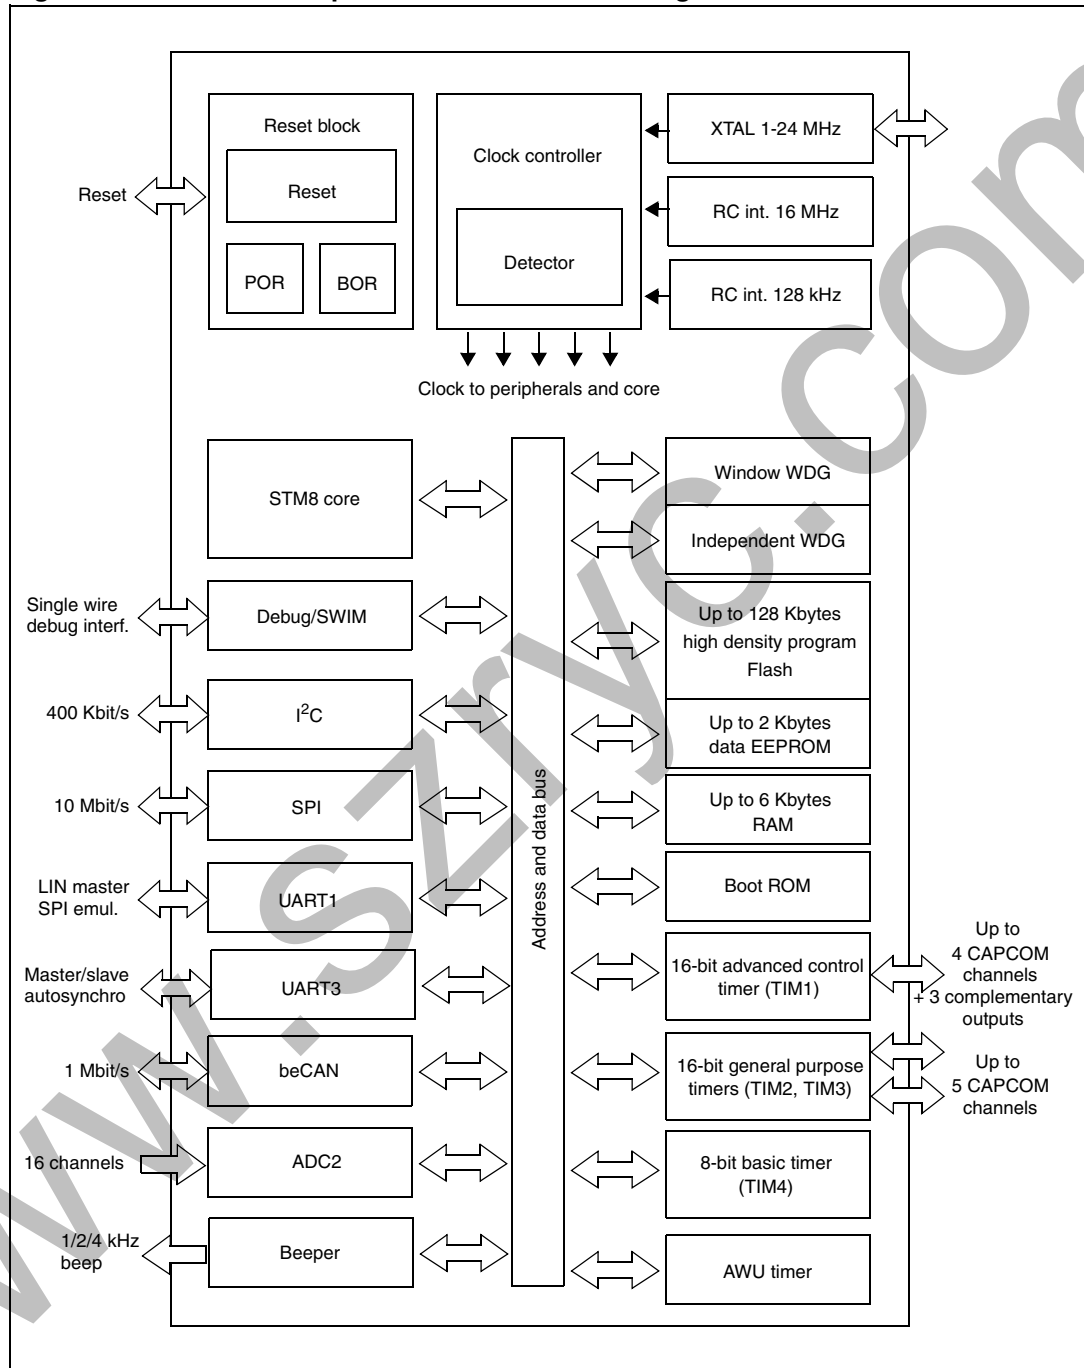 Reset block
Reset
POR
BOR
Reset
Clock controller
Detector
XTAL 1-24 MHz
RC int. 16 MHz
RC int. 128 kHz
Clock to peripherals and core
STM8 core
Single wire
debug interf.
Debug/SWIM
400 Kbit/s
I²C
10 Mbit/s
SPI
LIN master
SPI emul.
UART1
Master/slave
autosynchro
UART3
1 Mbit/s
beCAN
16 channels
ADC2
1/2/4 kHz
beep
Beeper
Address and data bus
Window WDG
Independent WDG
Up to 128 Kbytes
high density program
Flash
Up to 2 Kbytes
data EEPROM
Up to 6 Kbytes
RAM
Boot ROM
16-bit advanced control
timer (TIM1)
Up to
4 CAPCOM
channels
+ 3 complementary
outputs
16-bit general purpose
timers (TIM2, TIM3)
Up to
5 CAPCOM
channels
8-bit basic timer
(TIM4)
AWU timer
www.szryc.com